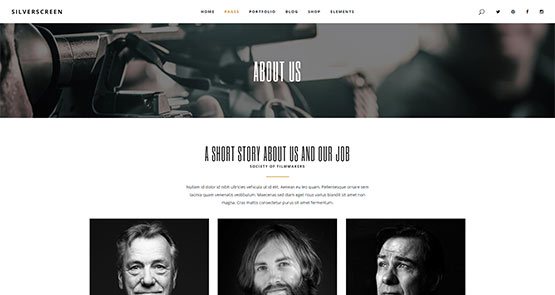 SILVERSCREEN
HOME PAGES PORTFOLIO BLOG SHOP ELEMENTS
ABOUT US
A SHORT STORY ABOUT US AND OUR JOB
SOCIETY OF FILMMAKERS
Nullam id dolor id nibh ultricies vehicula ut id elit. Aenean eu leo quam. Pellentesque ornare sem
lacinia quam venenatis vestibulum. Maecenas sed diam eget risus varius blandit sit amet non
magna. Cras mattis consectetur purus sit amet fermentum.